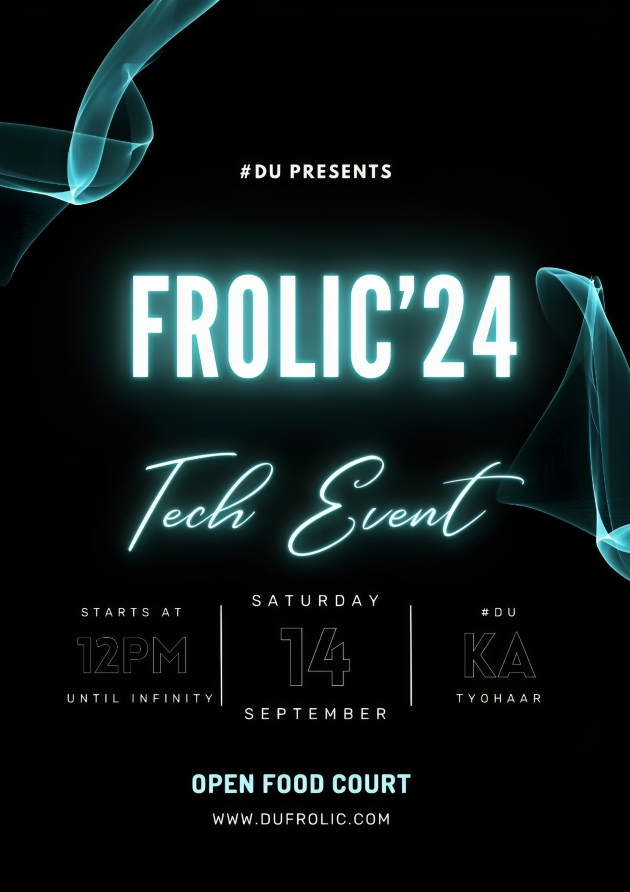 #DU PRESENTS
FROLIC’24
Tech Event
STARTS AT
12PM
UNTIL INFINITY
SATURDAY
14
SEPTEMBER
#DU
KA
TYOHAAR
OPEN FOOD COURT
WWW.DUFROLIC.COM